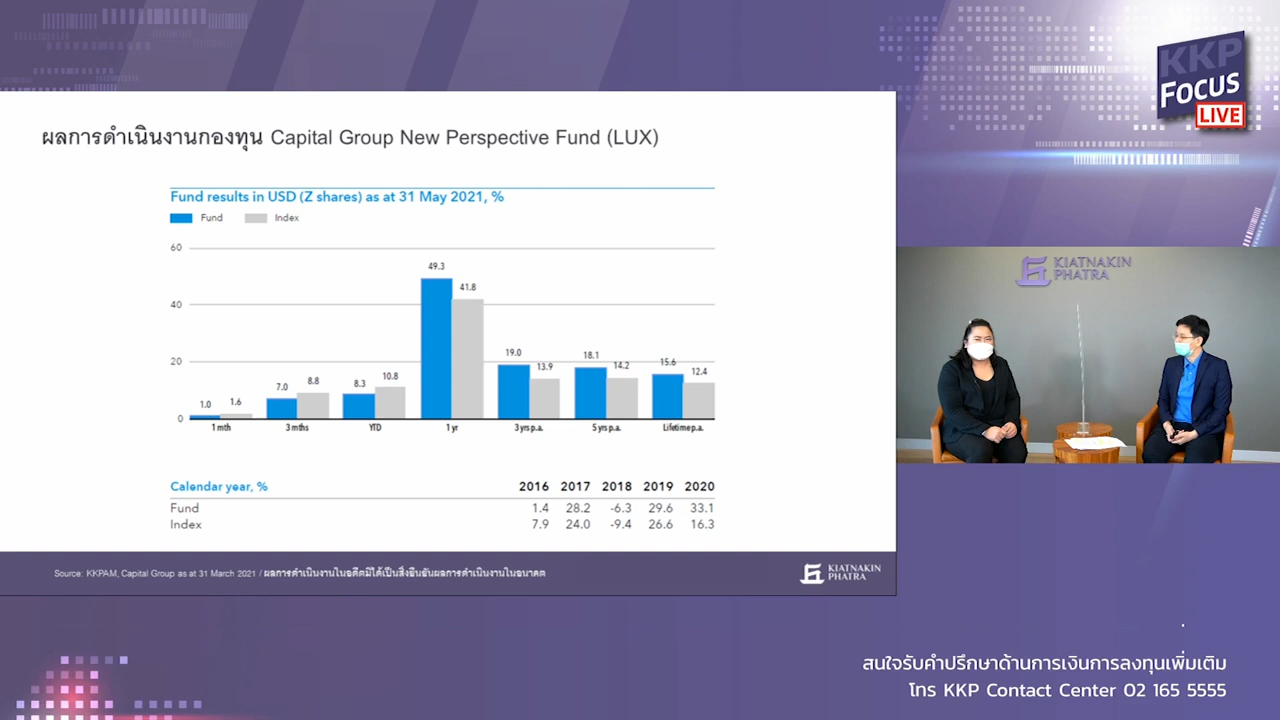 KKP
FOCUS
LIVE
ผลการดำเนินงานกองทุน Capital Group New Perspective Fund (LUX)
Fund results in USD (Z shares) as at 31 May 2021, %
Fund Index
60
40
20
0
1.0 1.6 7.0 8.8 8.3 10.8 49.3 41.8 19.0 13.9 18.1 14.2 15.6 12.4
1 mth 3 mths YTD 1 yr 3 yrs p.a. 5 yrs p.a. Lifetime p.a.
Calendar year, % 2016 2017 2018 2019 2020
Fund 1.4 28.2 -6.3 29.6 33.1
Index 7.9 24.0 -9.4 26.6 16.3
Source: KKPAM, Capital Group as at 31 March 2021 / ผลการดำเนินงานในอดีตมิได้เป็นสิ่งยืนยันผลการดำเนินงานในอนาคต
KIATNAKIN
PHATRA
KIATNAKIN
PHATRA
สนใจรับคำปรึกษาด้านการเงินการลงทุนเพิ่มเติม
โทร KKP Contact Center 02 165 5555